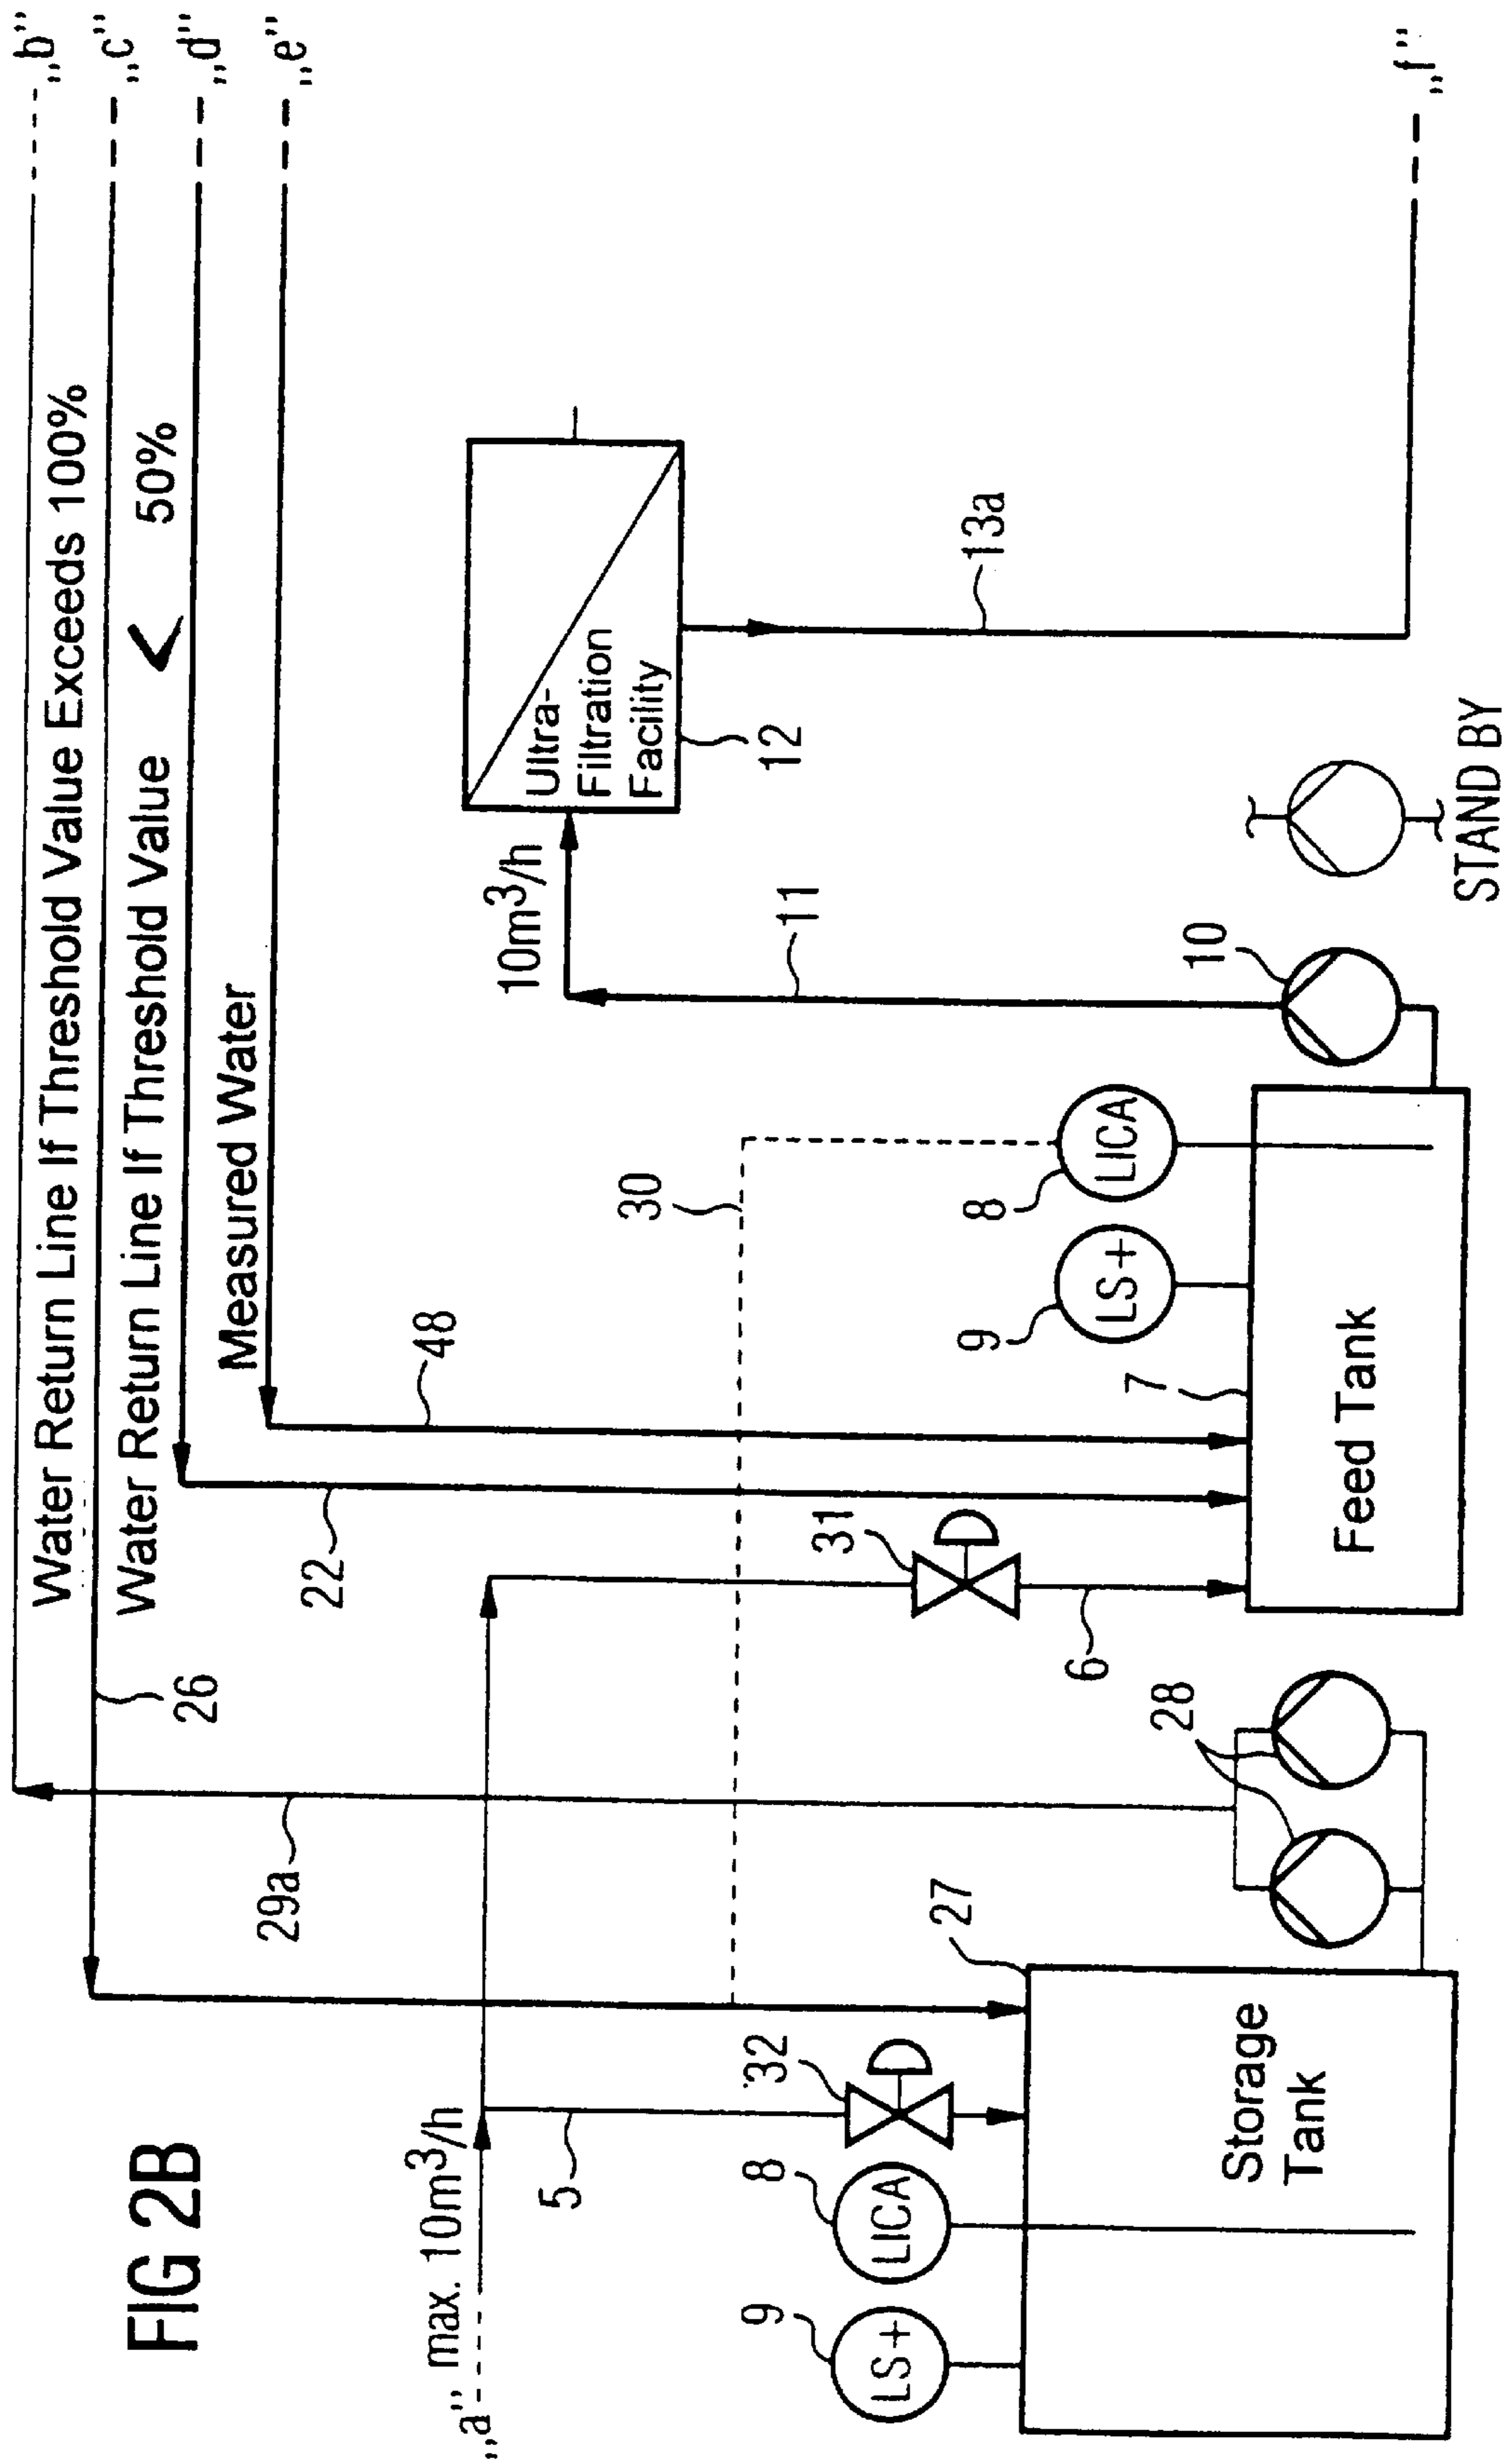 FIG 2B
„b”
Water Return Line If Threshold Value Exceeds 100%
„c”
26
Water Return Line If Threshold Value < 50%
„d”
Measured Water
„e”
29a
22
48
„a” max. 10m³/h
5
10m³/h
Ultra-
Filtration
Facility
12
30
11
13a
9
LS+
8
LICA
32
27
31
6
9
LS+
8
LICA
7
28
10
Storage
Tank
Feed Tank
STAND BY
„f”